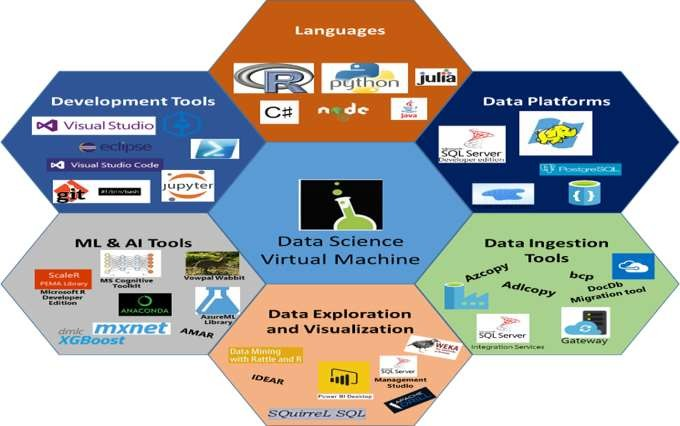 Languages
R
python
julia
C#
node
java
Development Tools
Visual Studio
eclipse
Visual Studio Code
git
#!/bin/bash
jupyter
Data Platforms
SQL Server
Developer edition
PostgreSQL
Data Science
Virtual Machine
ML & AI Tools
ScaleR
PEMA Library
Microsoft R
Developer
Edition
MS Cognitive
Toolkit
Vowpal Wabbit
ANACONDA
AzureML
Library
dmlc
XGBoost
mxnet
AMAR
Data Ingestion
Tools
Azcopy
Adlcopy
bcp
DocDb
Migration tool
SQL Server
Integration Services
Gateway
Data Exploration
and Visualization
Data Mining
with Rattle and R
WEKA
IDEAR
Power BI Desktop
SQL Server
Management
Studio
SQuirreL SQL
APACHE
DRILL